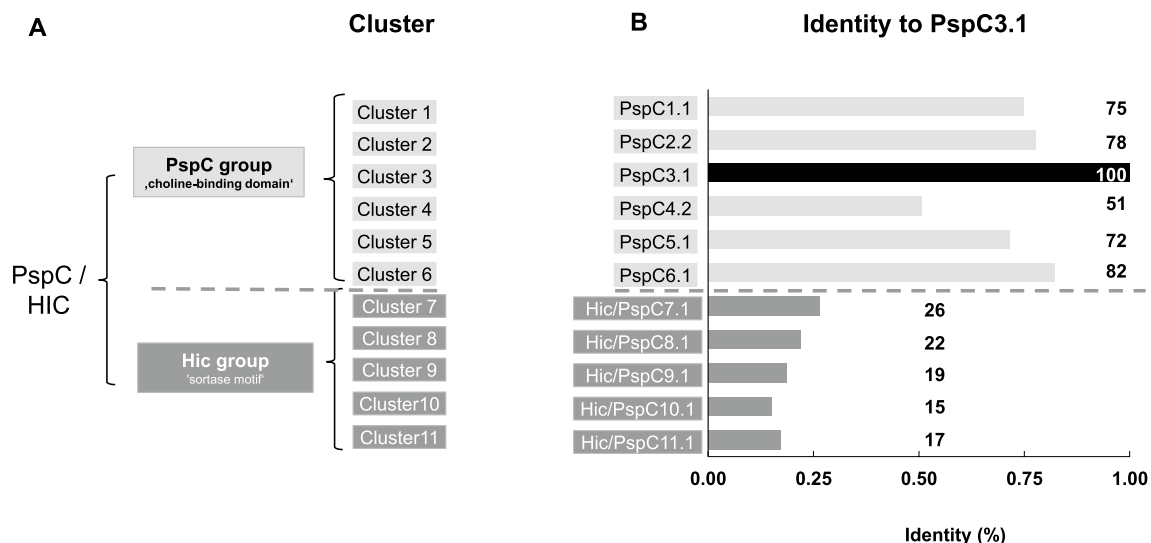 A
Cluster
PspC /
HIC
PspC group
‚choline-binding domain‘
Hic group
'sortase motif'
Cluster 1
Cluster 2
Cluster 3
Cluster 4
Cluster 5
Cluster 6
Cluster 7
Cluster 8
Cluster 9
Cluster10
Cluster11
B
Identity to PspC3.1
PspC1.1 75
PspC2.2 78
PspC3.1 100
PspC4.2 51
PspC5.1 72
PspC6.1 82
Hic/PspC7.1 26
Hic/PspC8.1 22
Hic/PspC9.1 19
Hic/PspC10.1 15
Hic/PspC11.1 17
0.00 0.25 0.50 0.75 1.00
Identity (%)